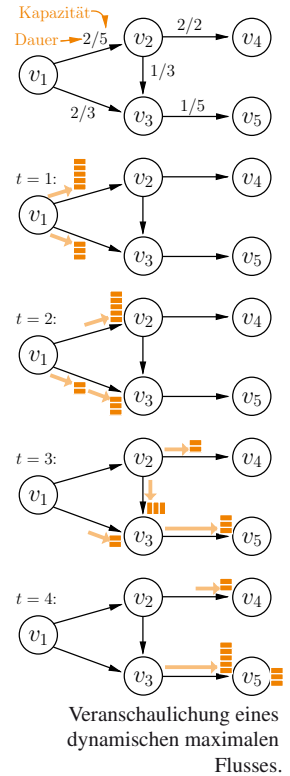 Kapazität
Dauer 2/5 v2 2/2 v4
v1 1/3
2/3 v3 1/5 v5
t = 1:
v2 v4
v1
v3 v5
t = 2:
v2 v4
v1
v3 v5
t = 3:
v2 v4
v1
v3 v5
t = 4:
v2 v4
v1
v3 v5
Veranschaulichung eines
dynamischen maximalen
Flusses.